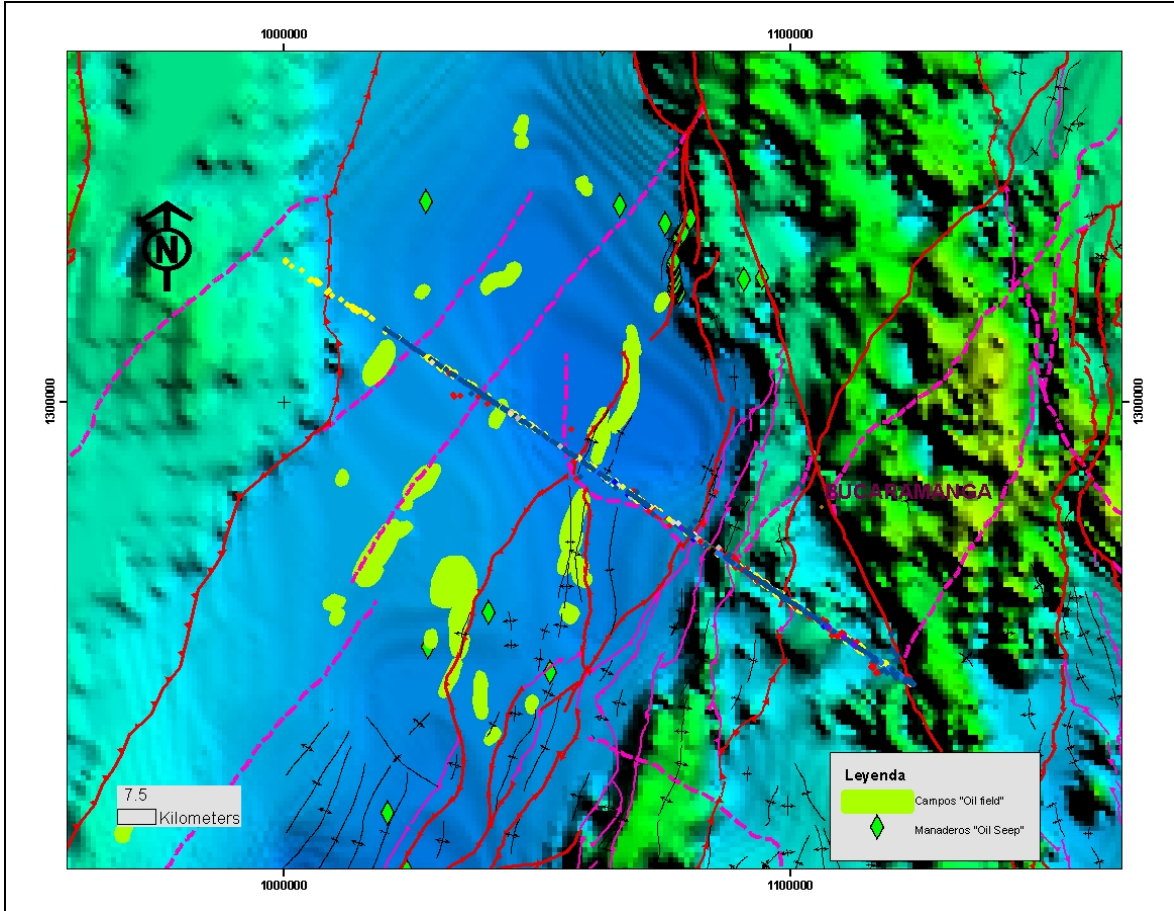 1000000
1100000
N
1300000
1300000
BUCARAMANGA
7.5
Kilometers
Leyenda
Campos "Oil field"
Manaderos "Oil Seep"
1000000
1100000